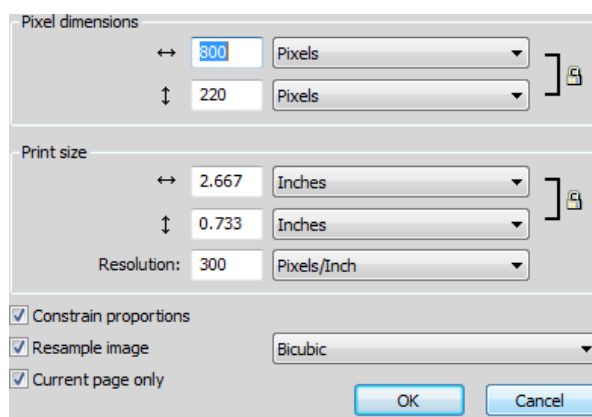 Pixel dimensions
800 Pixels
220 Pixels
Print size
2.667 Inches
0.733 Inches
Resolution: 300 Pixels/Inch
Constrain proportions
Resample image Bicubic
Current page only
OK Cancel